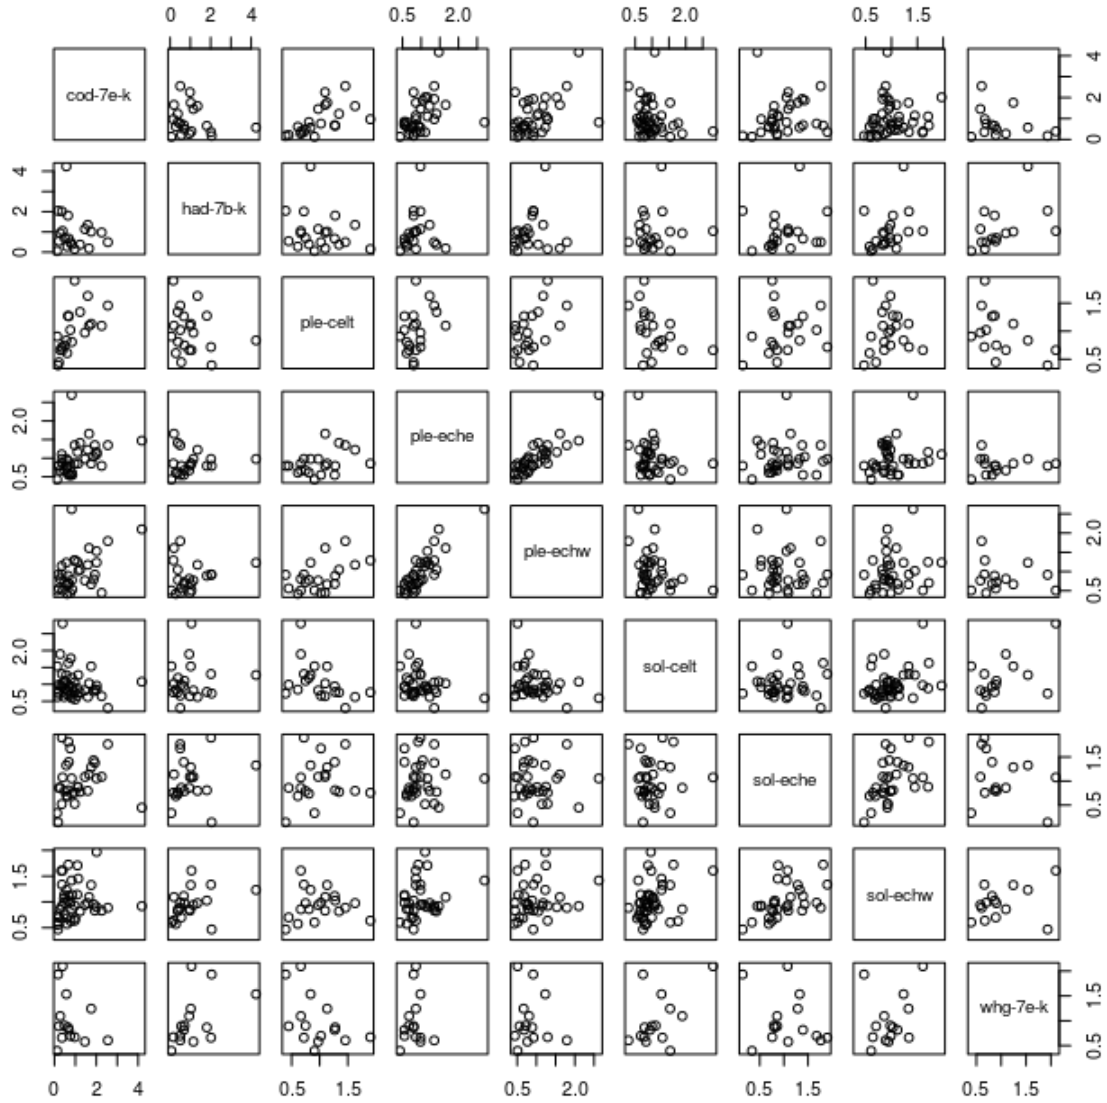 0 2 4 0.5 2.0 0.5 2.0 0.5 1.5
cod-7e-k 0 2 4
0 2 4 had-7b-k
ple-celt 0.5 1.5
0.5 2.0 ple-eche
ple-echw 0.5 2.0
0.5 2.0 sol-celt
sol-eche 0.5 1.5
0.5 1.5 sol-echw
whg-7e-k 0.5 1.5
0 2 4 0.5 1.5 0.5 2.0 0.5 1.5 0.5 1.5